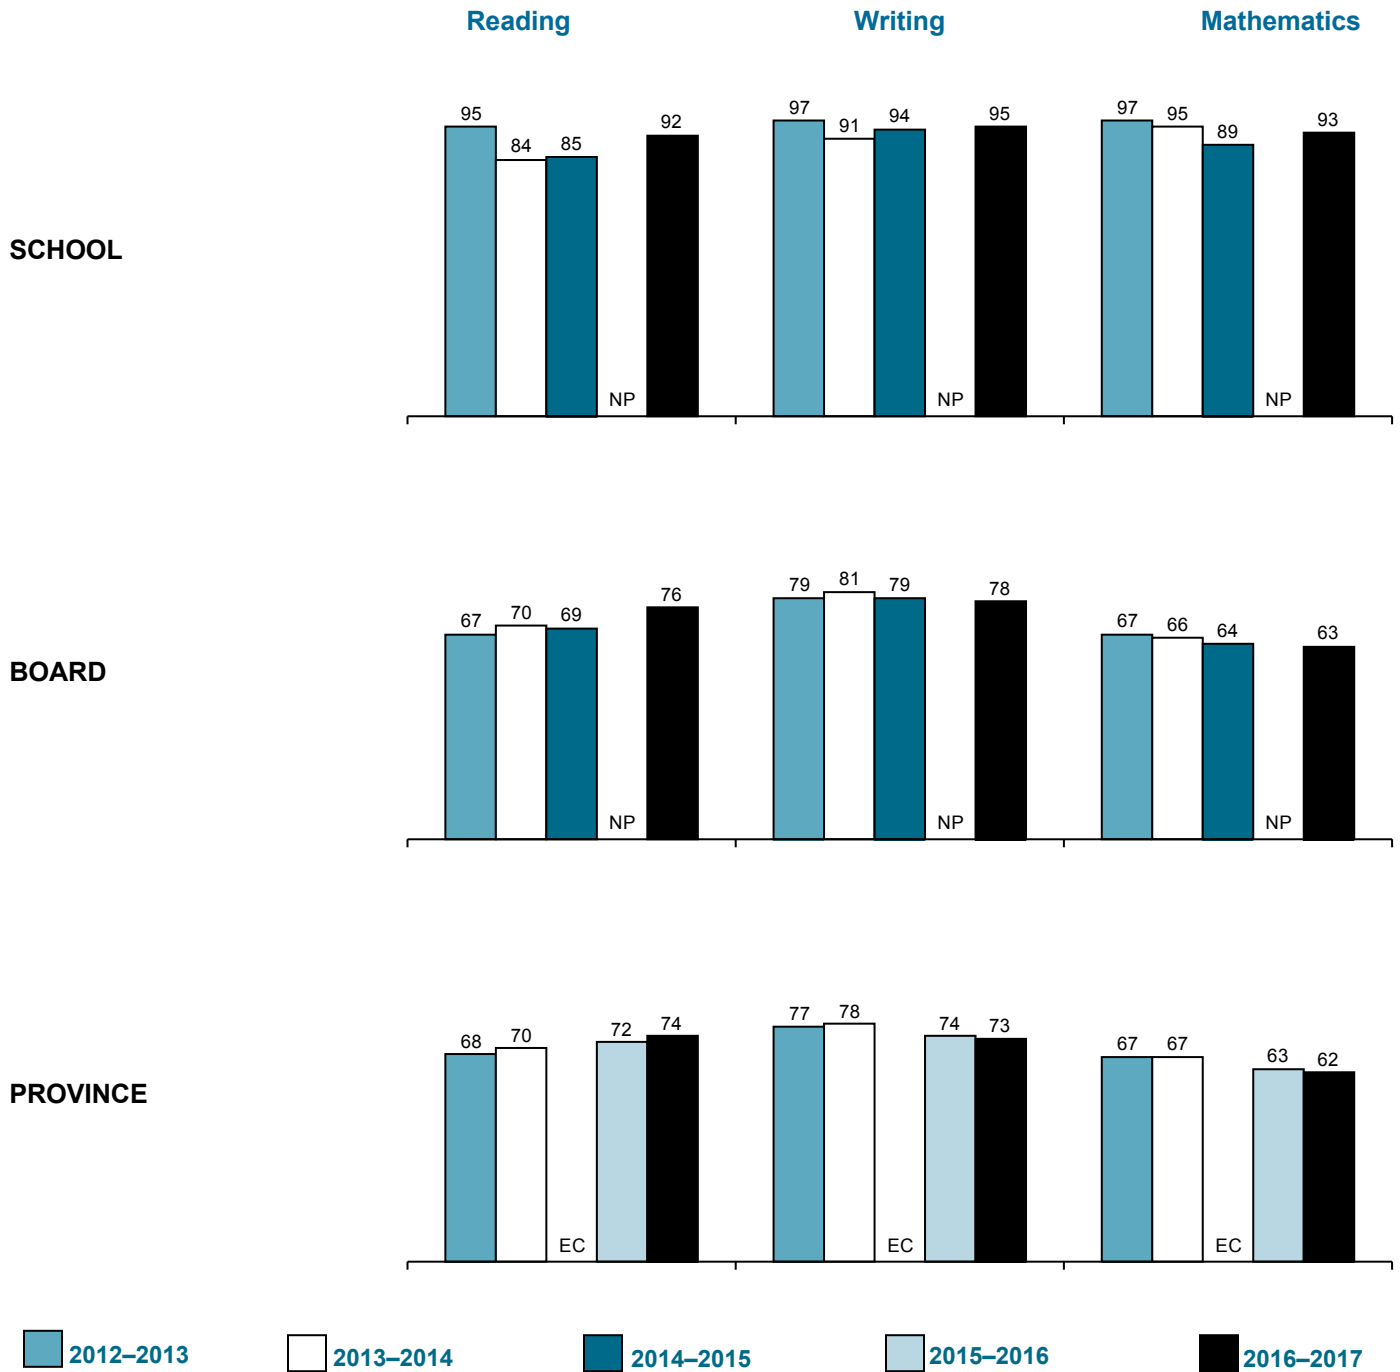 Reading Writing Mathematics
95 84 85 NP 92 97 91 94 NP 95 97 95 89 NP 93
SCHOOL
67 70 69 NP 76 79 81 79 NP 78 67 66 64 NP 63
BOARD
68 70 EC 72 74 77 78 EC 74 73 67 67 EC 63 62
PROVINCE
2012–2013 2013–2014 2014–2015 2015–2016 2016–2017